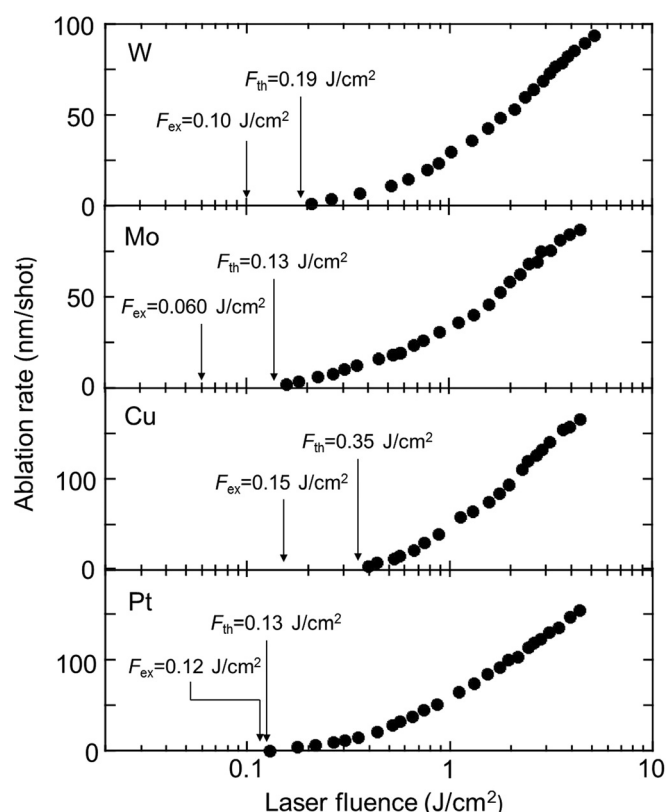 100
W
F_th=0.19 J/cm²
F_ex=0.10 J/cm²
50
0
Mo
F_th=0.13 J/cm²
F_ex=0.060 J/cm²
50
0
Cu
F_th=0.35 J/cm²
100
F_ex=0.15 J/cm²
0
Pt
F_th=0.13 J/cm²
F_ex=0.12 J/cm²
100
0
0.1
1
10
Ablation rate (nm/shot)
Laser fluence (J/cm²)